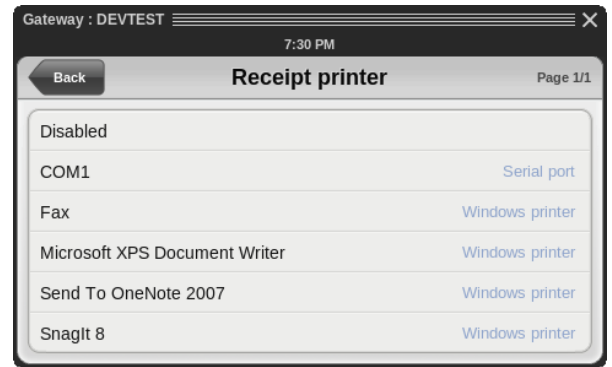 Gateway : DEVTEST
7:30 PM
Back Receipt printer Page 1/1
Disabled
COM1 Serial port
Fax Windows printer
Microsoft XPS Document Writer Windows printer
Send To OneNote 2007 Windows printer
SnagIt 8 Windows printer